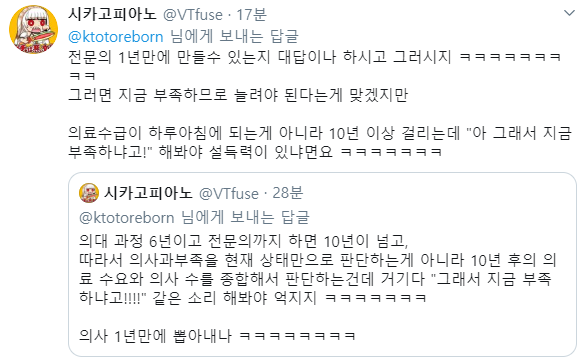 시카고피아노 @VTfuse · 17분
@ktotoreborn 님에게 보내는 답글
전문의 1년만에 만들수 있는지 대답이나 하시고 그러시지 ㅋㅋㅋㅋㅋㅋㅋ
ㅋㅋ
그러면 지금 부족하므로 늘려야 된다는게 맞겠지만
의료수급이 하루아침에 되는게 아니라 10년 이상 걸리는데 "아 그래서 지금
부족하냐고!" 해봐야 설득력이 있냐면요 ㅋㅋㅋㅋㅋㅋㅋ
시카고피아노 @VTfuse · 28분
@ktotoreborn 님에게 보내는 답글
의대 과정 6년이고 전문의까지 하면 10년이 넘고,
따라서 의사과부족을 현재 상태만으로 판단하는게 아니라 10년 후의 의
료 수요와 의사 수를 종합해서 판단하는건데 거기다 "그래서 지금 부족
하냐고!!!!" 같은 소리 해봐야 억지지 ㅋㅋㅋㅋㅋㅋㅋ
의사 1년만에 뽑아내나 ㅋㅋㅋㅋㅋㅋㅋㅋ